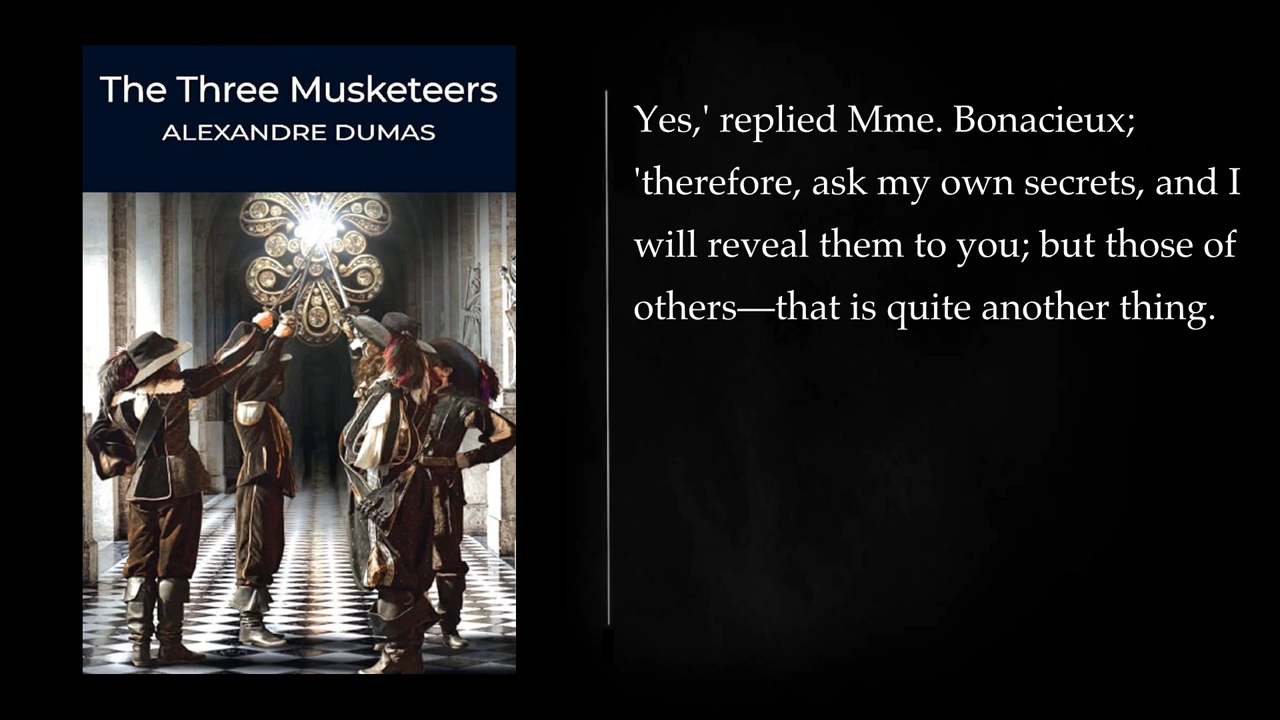 The Three Musketeers
ALEXANDRE DUMAS
Yes,' replied Mme. Bonacieux;
'therefore, ask my own secrets, and I
will reveal them to you; but those of
others—that is quite another thing.